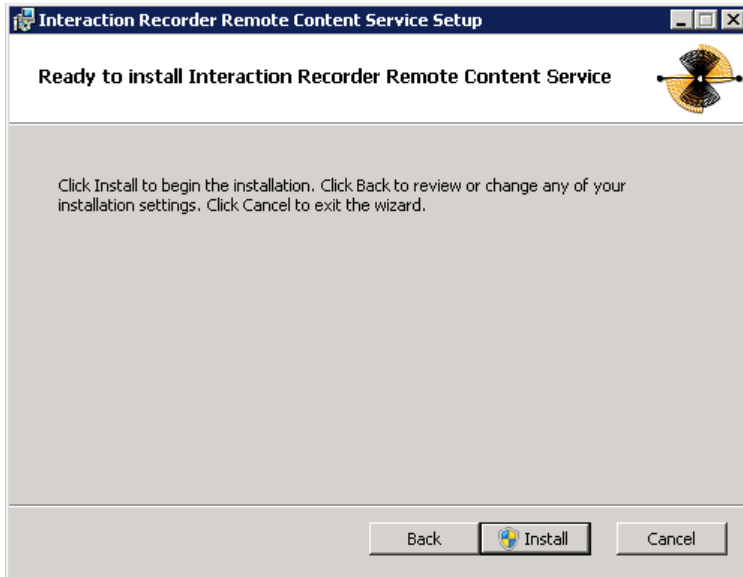 Interaction Recorder Remote Content Service Setup
Ready to install Interaction Recorder Remote Content Service
Click Install to begin the installation. Click Back to review or change any of your
installation settings. Click Cancel to exit the wizard.
Back Install Cancel